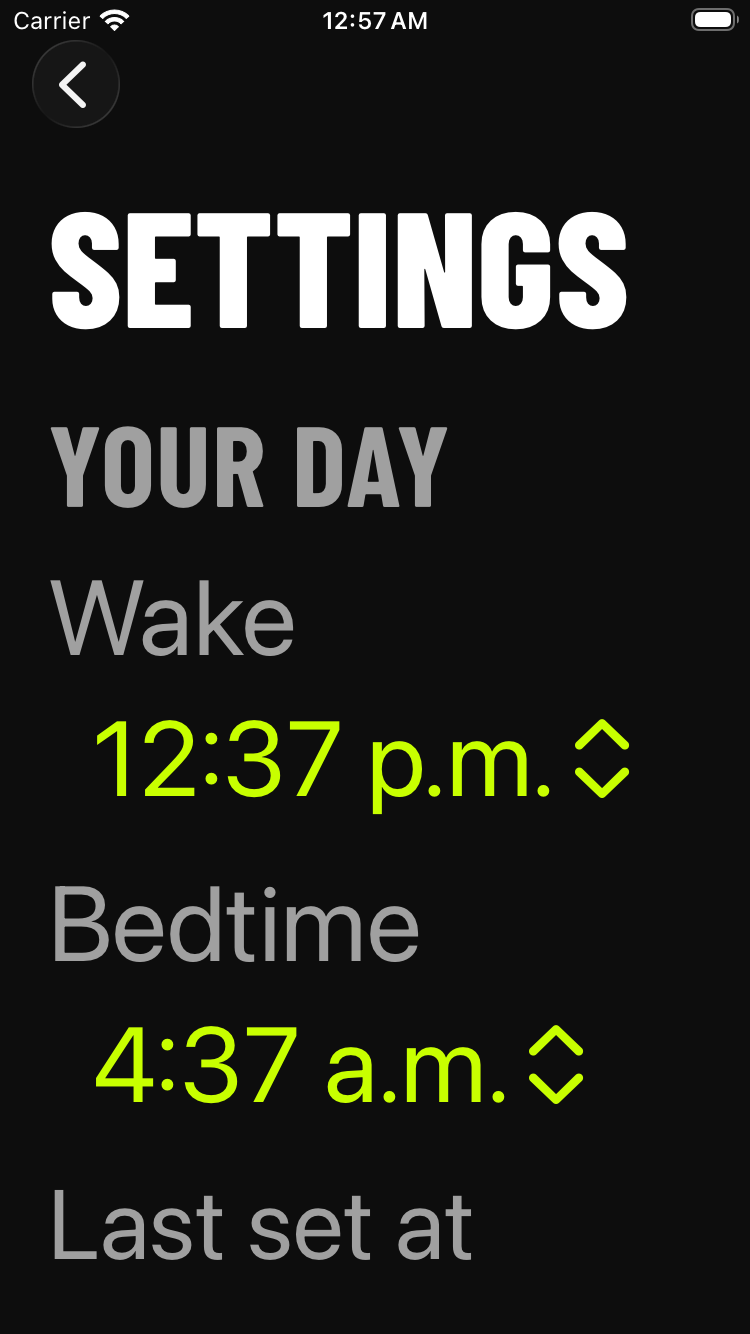 Carrier 12:57 AM
SETTINGS
YOUR DAY
Wake
12:37 p.m.
Bedtime
4:37 a.m.
Last set at